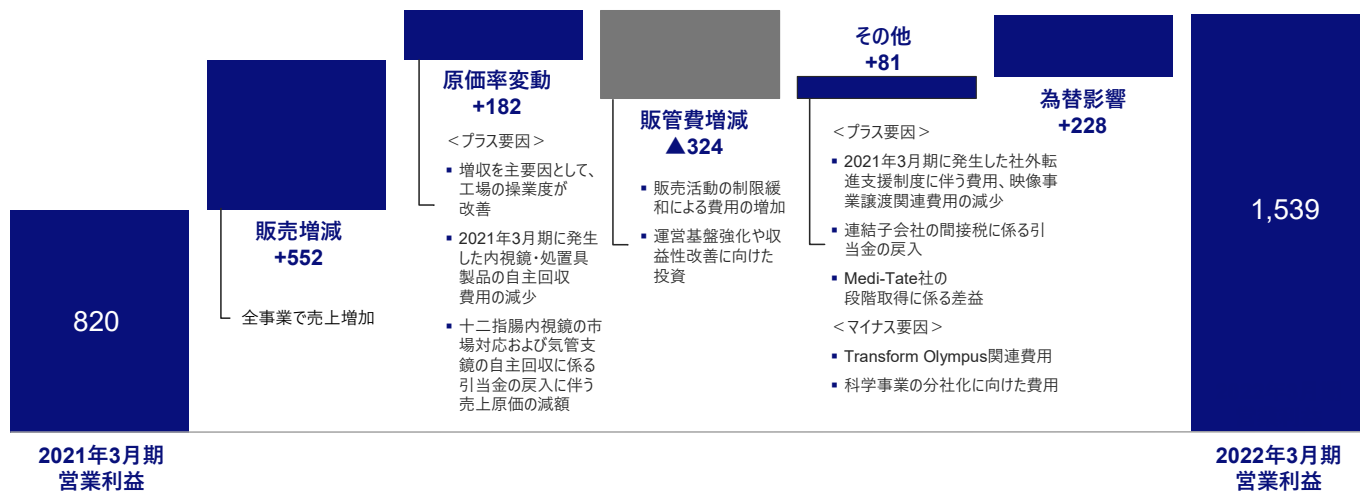 820
2021年3月期
営業利益
販売増減
+552
全事業で売上増加
原価率変動
+182
＜プラス要因＞
▪ 増収を主要因として、
工場の操業度が
改善
▪ 2021年3月期に発生
した内視鏡・処置具
製品の自主回収
費用の減少
▪ 十二指腸内視鏡の市
場対応および気管支
鏡の自主回収に係る
引当金の戻入に伴う
売上原価の減額
販管費増減
▲324
▪ 販売活動の制限緩
和による費用の増加
▪ 運営基盤強化や収
益性改善に向けた
投資
その他
+81
＜プラス要因＞
▪ 2021年3月期に発生した社外転
進支援制度に伴う費用、映像事
業譲渡関連費用の減少
▪ 連結子会社の間接税に係る引
当金の戻入
▪ Medi-Tate社の
段階取得に係る差益
＜マイナス要因＞
▪ Transform Olympus関連費用
▪ 科学事業の分社化に向けた費用
為替影響
+228
1,539
2022年3月期
営業利益